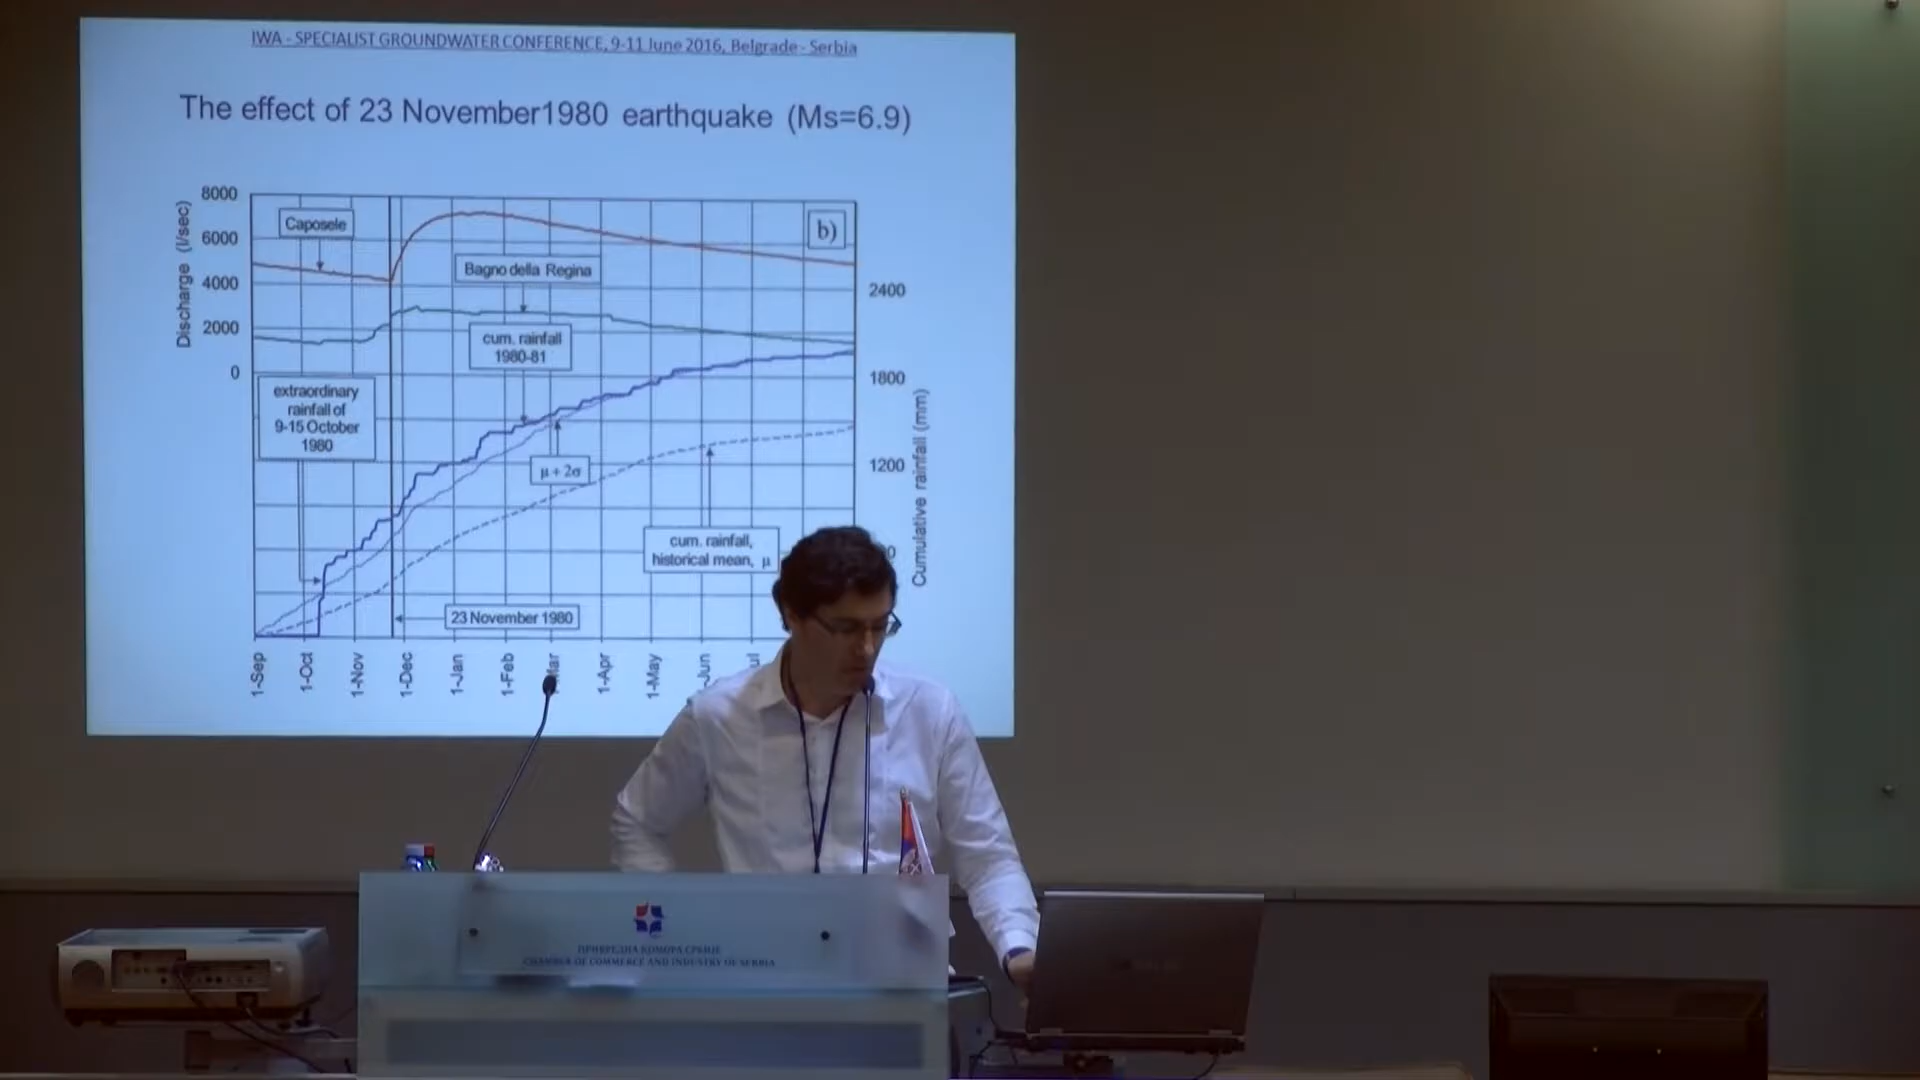 IWA - SPECIALIST GROUNDWATER CONFERENCE, 9-11 June 2016, Belgrade - Serbia
The effect of 23 November1980 earthquake (Ms=6.9)
Discharge (l/sec)
8000
6000
4000
2000
0
Caposele
b)
Bagno della Regina
cum. rainfall
1980-81
extraordinary
rainfall of
9-15 October
1980
μ + 2σ
cum. rainfall,
historical mean, μ
23 November 1980
2400
1800
1200
Cumulative rainfall (mm)
1-Sep
1-Oct
1-Nov
1-Dec
1-Jan
1-Feb
1-Apr
1-May
ПРИВРЕДНА КОМОРА СРБИЈЕ
CHAMBER OF COMMERCE AND INDUSTRY OF SERBIA